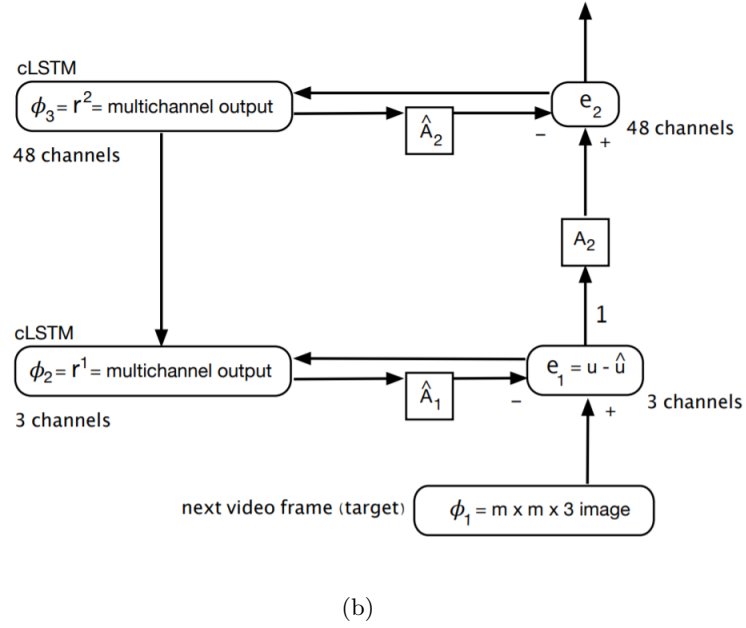 cLSTM
ϕ₃ = r² = multichannel output
48 channels
Â₂
−
e₂
+
48 channels
A₂
1
cLSTM
ϕ₂ = r¹ = multichannel output
3 channels
Â₁
−
e₁ = u - û
+
3 channels
next video frame (target)
ϕ₁ = m x m x 3 image
(b)